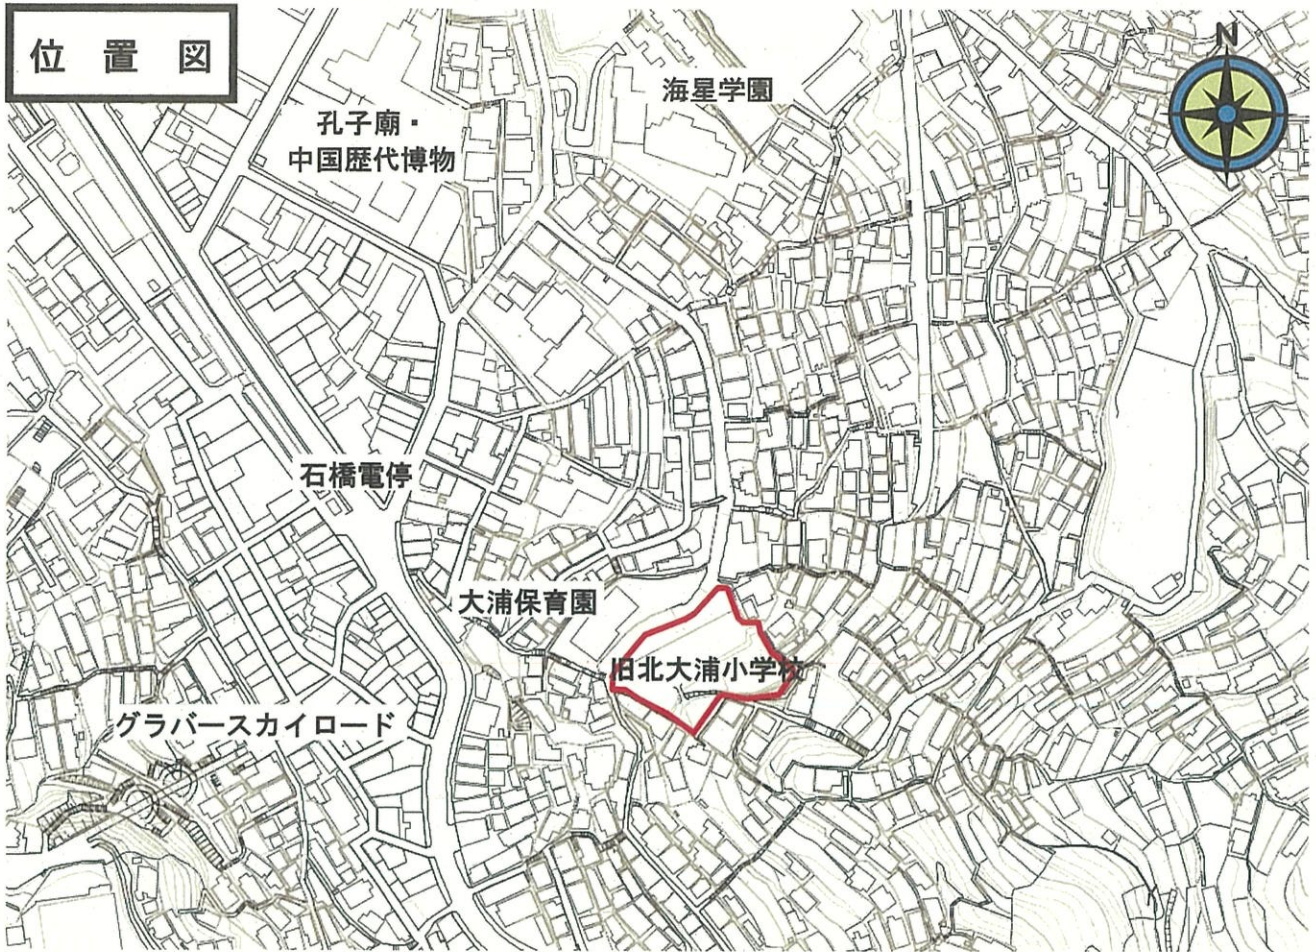 位置図
N
海星学園
孔子廟・
中国歴代博物
石橋電停
大浦保育園
旧北大浦小学校
グラバースカイロード